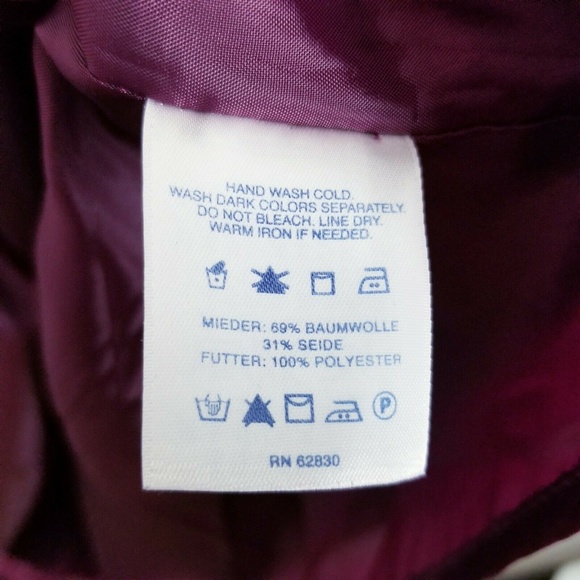 HAND WASH COLD.
WASH DARK COLORS SEPARATELY.
DO NOT BLEACH. LINE DRY.
WARM IRON IF NEEDED.
MIEDER: 69% BAUMWOLLE
31% SEIDE
FUTTER: 100% POLYESTER
P
RN 62830